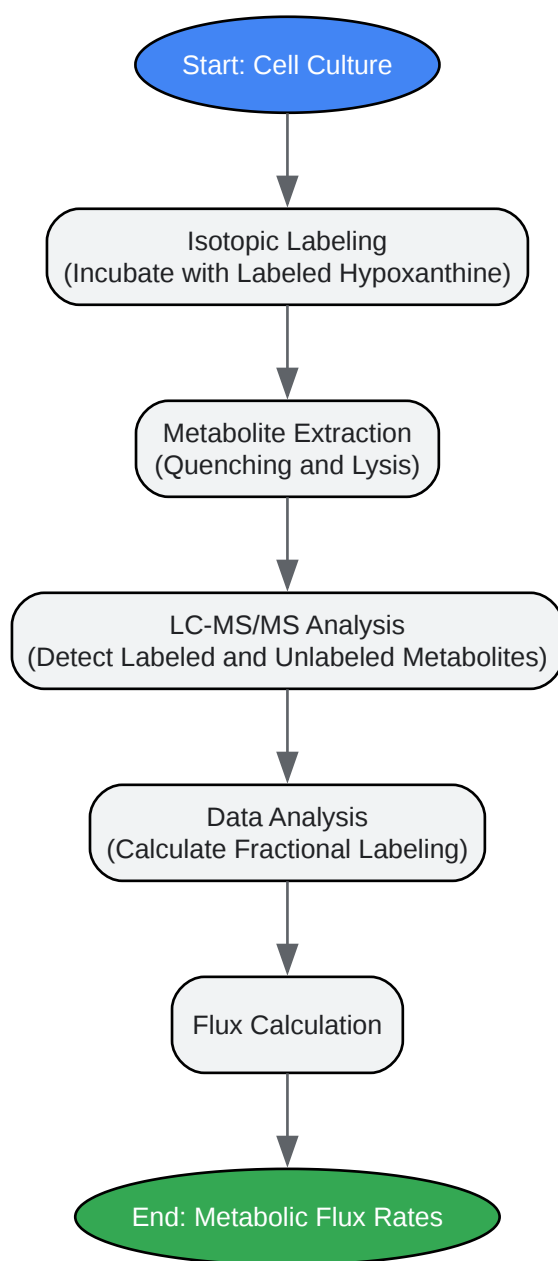 Start: Cell Culture
Isotopic Labeling
(Incubate with Labeled Hypoxanthine)
Metabolite Extraction
(Quenching and Lysis)
LC-MS/MS Analysis
(Detect Labeled and Unlabeled Metabolites)
Data Analysis
(Calculate Fractional Labeling)
Flux Calculation
End: Metabolic Flux Rates